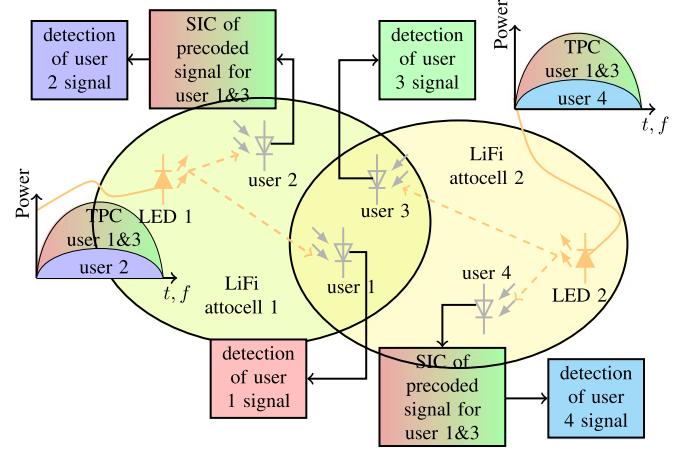 detection
of user
2 signal
SIC of
precoded
signal for
user 1&3
detection
of user
3 signal
Power
TPC
user 1&3
user 4
t, f
LiFi
attocell 2
user 2
user 3
Power
LED 1
TPC
user 1&3
user 2
t, f
LiFi
attocell 1
user 1
user 4
LED 2
detection
of user
1 signal
SIC of
precoded
signal for
user 1&3
detection
of user
4 signal